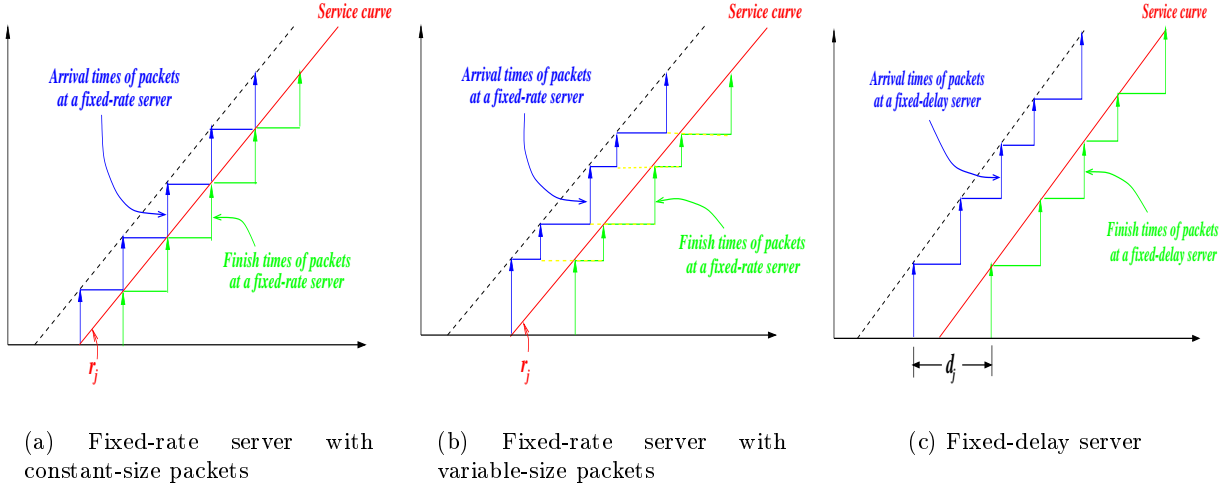 Service curve
Arrival times of packets
at a fixed-rate server
Finish times of packets
at a fixed-rate server
r_j
(a) Fixed-rate server with
constant-size packets
Service curve
Arrival times of packets
at a fixed-rate server
Finish times of packets
at a fixed-rate server
r_j
(b) Fixed-rate server with
variable-size packets
Service curve
Arrival times of packets
at a fixed-delay server
Finish times of packets
at a fixed-delay server
d_j
(c) Fixed-delay server